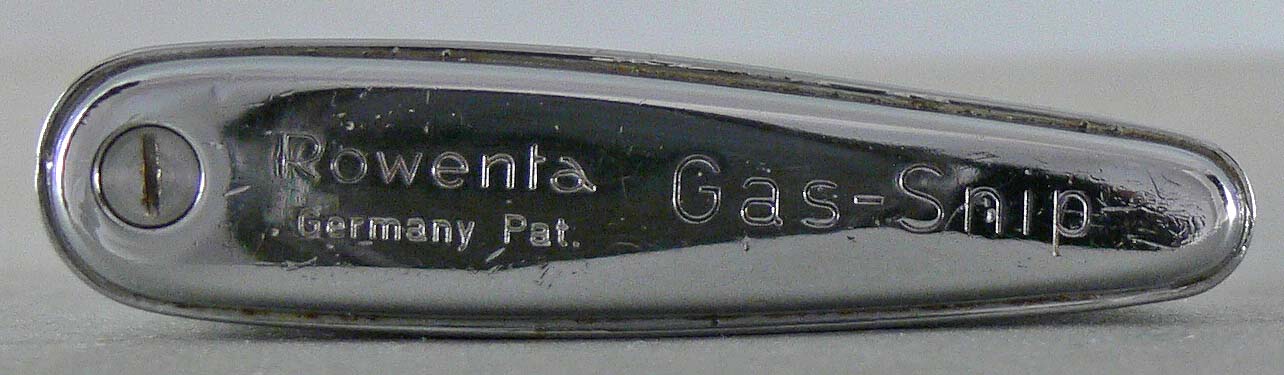 Rowenta Gas-Snip
Germany Pat.